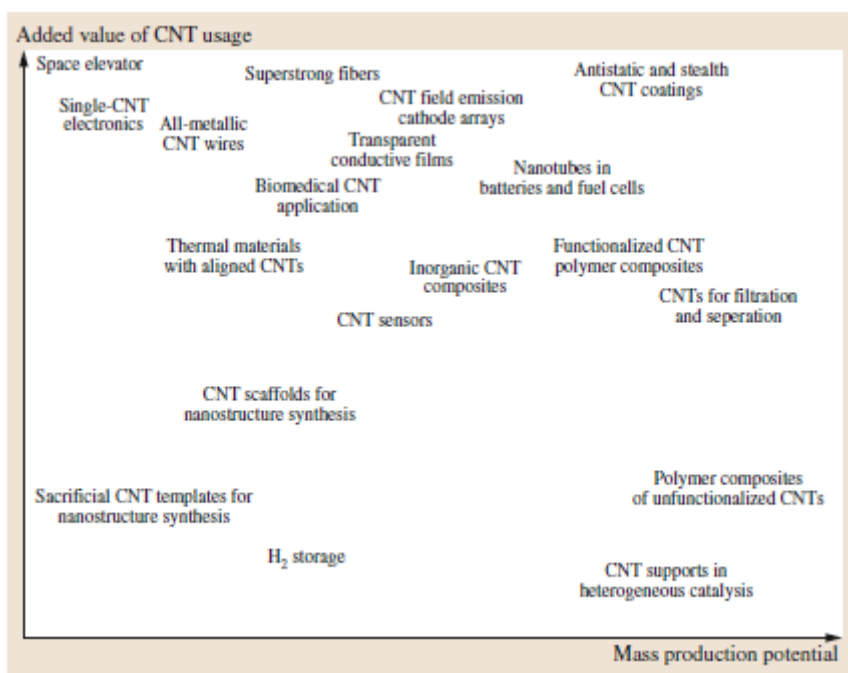 Added value of CNT usage
Space elevator
Superstrong fibers
Antistatic and stealth
CNT coatings
Single-CNT
electronics
All-metallic
CNT wires
CNT field emission
cathode arrays
Transparent
conductive films
Nanotubes in
batteries and fuel cells
Biomedical CNT
application
Thermal materials
with aligned CNTs
Inorganic CNT
composites
Functionalized CNT
polymer composites
CNTs for filtration
and seperation
CNT sensors
CNT scaffolds for
nanostructure synthesis
Sacrificial CNT templates for
nanostructure synthesis
Polymer composites
of unfunctionalized CNTs
H₂ storage
CNT supports in
heterogeneous catalysis
Mass production potential